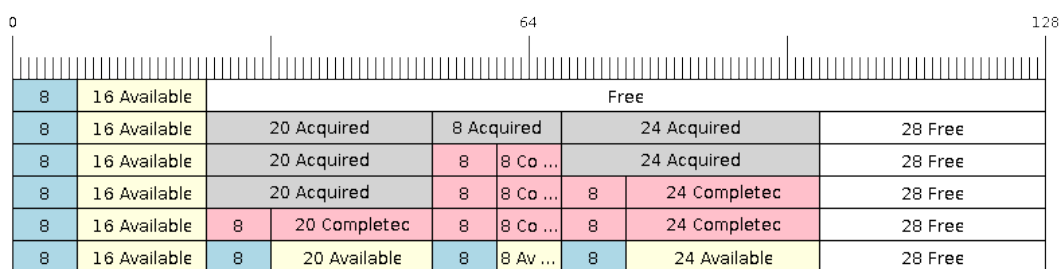 0 64 128
8 16 Available Free
8 16 Available 20 Acquired 8 Acquired 24 Acquired 28 Free
8 16 Available 20 Acquired 8 8 Co ... 24 Acquired 28 Free
8 16 Available 20 Acquired 8 8 Co ... 8 24 Completed 28 Free
8 16 Available 8 20 Completed 8 8 Co ... 8 24 Completed 28 Free
8 16 Available 8 20 Available 8 8 Av ... 8 24 Available 28 Free